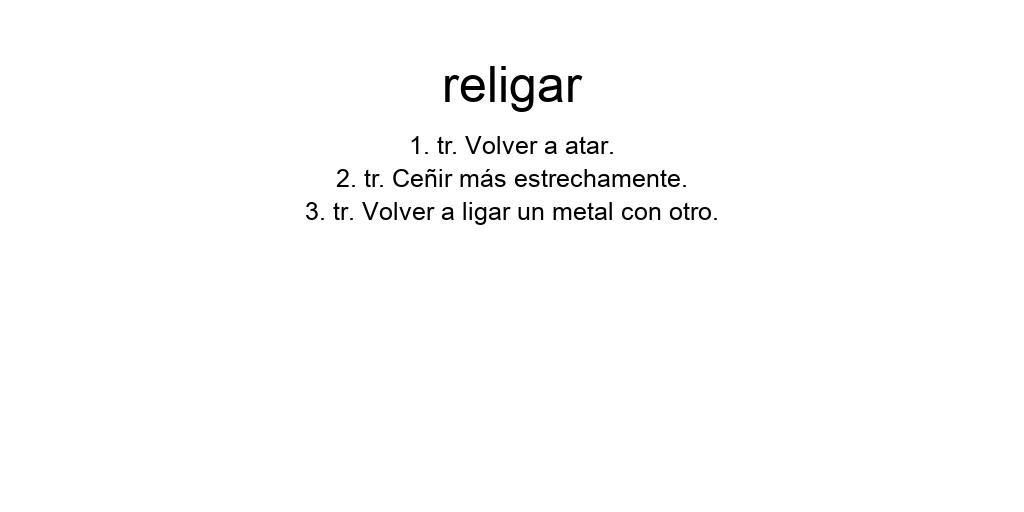 religar
1. tr. Volver a atar.
2. tr. Ceñir más estrechamente.
3. tr. Volver a ligar un metal con otro.